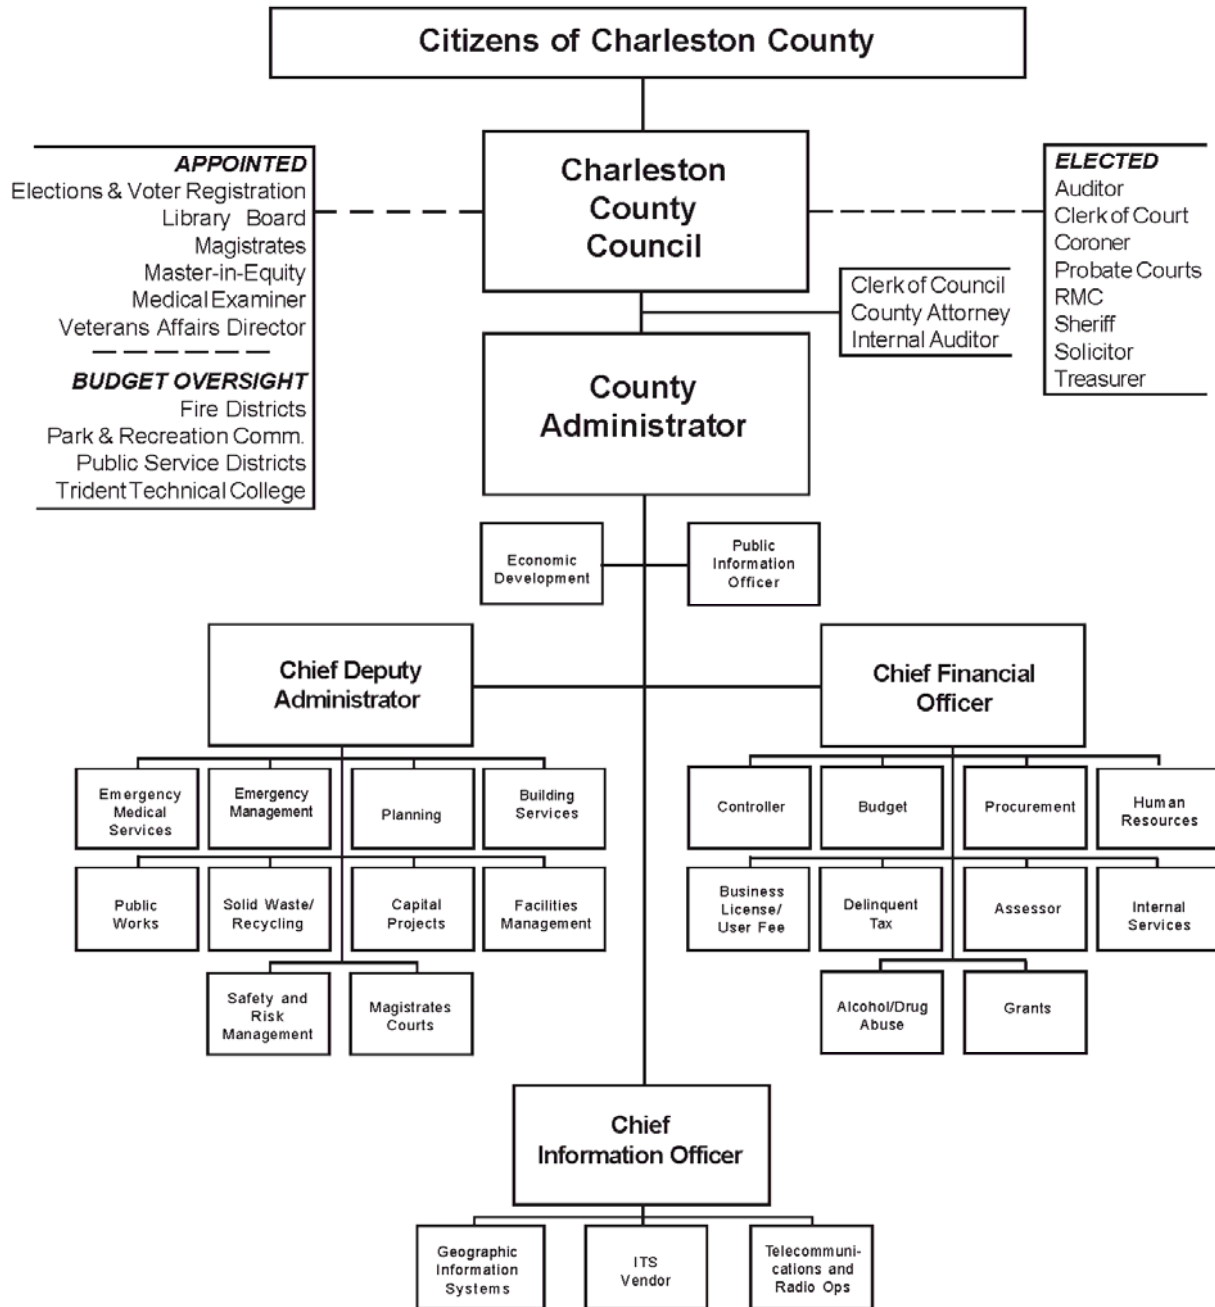 Citizens of Charleston County
Charleston
County
Council
APPOINTED
Elections & Voter Registration
Library Board
Magistrates
Master-in-Equity
Medical Examiner
Veterans Affairs Director
BUDGET OVERSIGHT
Fire Districts
Park & Recreation Comm.
Public Service Districts
Trident Technical College
ELECTED
Auditor
Clerk of Court
Coroner
Probate Courts
RMC
Sheriff
Solicitor
Treasurer
Clerk of Council
County Attorney
Internal Auditor
County
Administrator
Economic
Development
Public
Information
Officer
Chief Deputy
Administrator
Chief Financial
Officer
Emergency
Medical
Services
Emergency
Management
Planning
Building
Services
Public
Works
Solid Waste/
Recycling
Capital
Projects
Facilities
Management
Safety and
Risk
Management
Magistrates
Courts
Controller
Budget
Procurement
Human
Resources
Business
License/
User Fee
Delinquent
Tax
Assessor
Internal
Services
Alcohol/Drug
Abuse
Grants
Chief
Information Officer
Geographic
Information
Systems
ITS
Vendor
Telecommuni-
cations and
Radio Ops